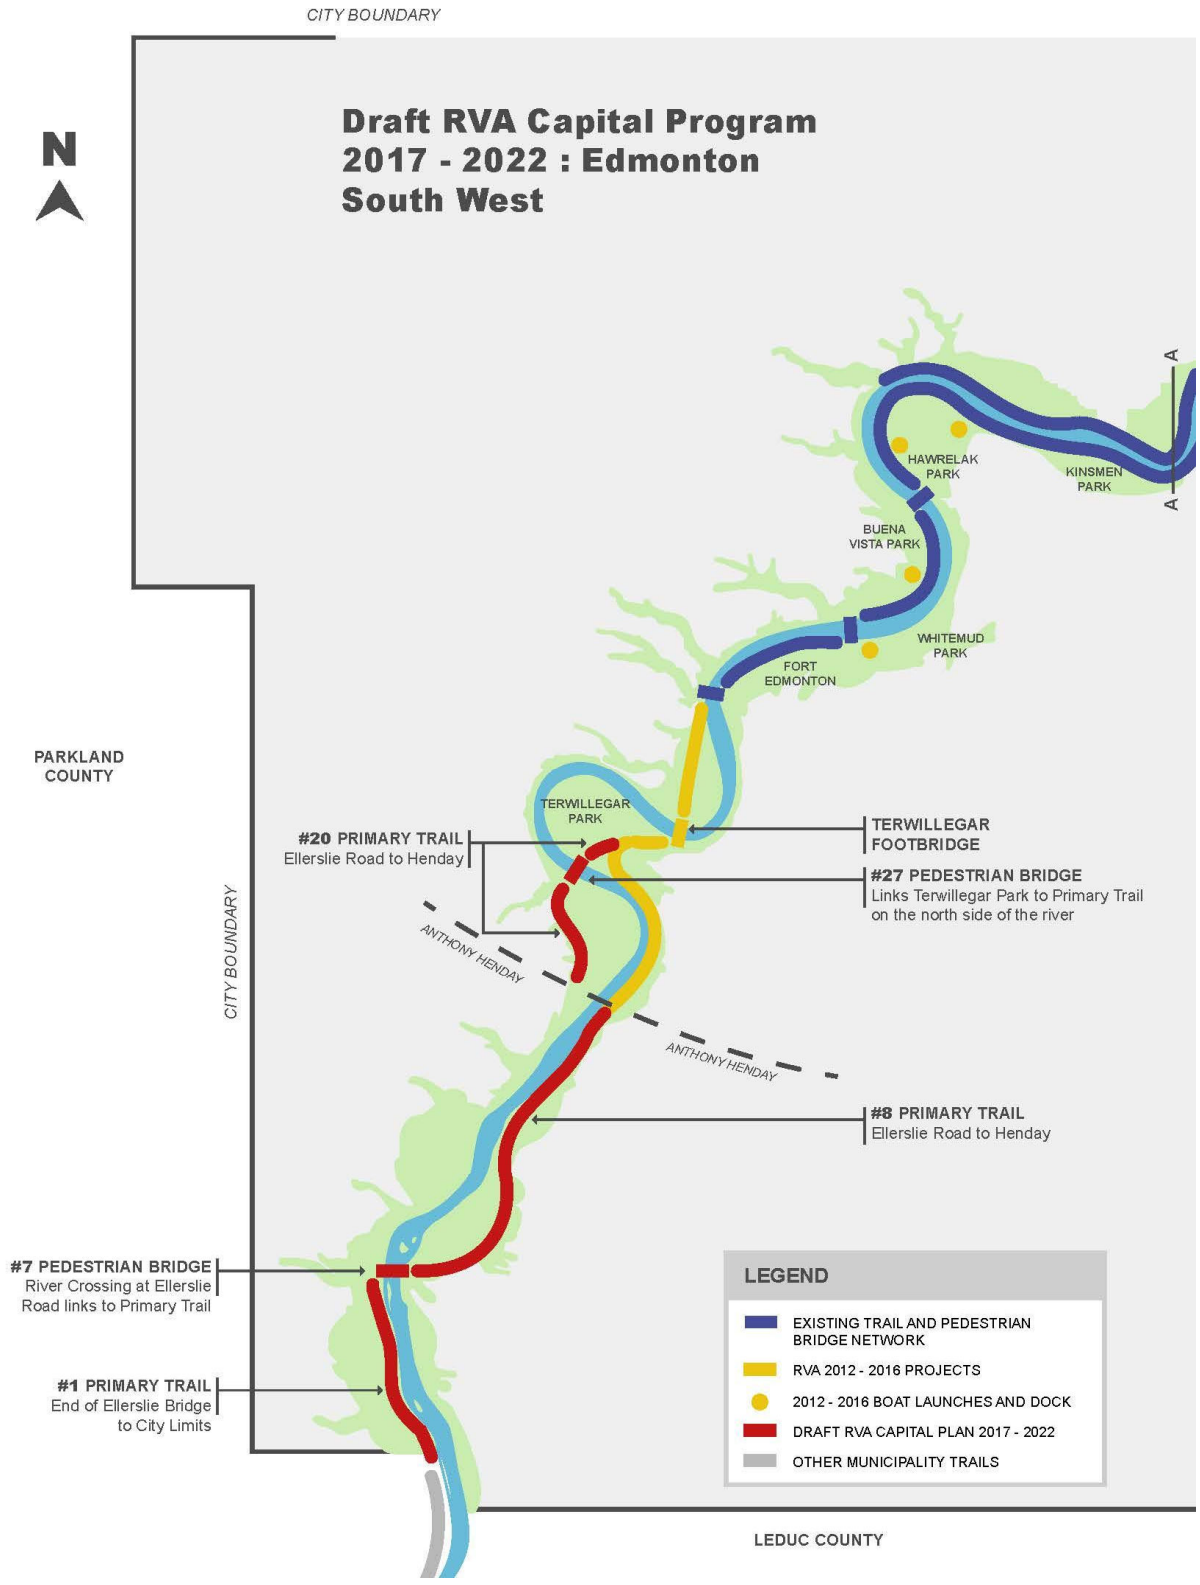 CITY BOUNDARY
N
Draft RVA Capital Program
2017 - 2022 : Edmonton
South West
A
HAWRELAK
PARK
KINSMEN
PARK
A
BUENA
VISTA PARK
WHITEMUD
PARK
FORT
EDMONTON
PARKLAND
COUNTY
TERWILLEGAR
PARK
#20 PRIMARY TRAIL
Ellerslie Road to Henday
TERWILLEGAR
FOOTBRIDGE
#27 PEDESTRIAN BRIDGE
Links Terwillegar Park to Primary Trail
on the north side of the river
CITY BOUNDARY
ANTHONY HENDAY
ANTHONY HENDAY
#8 PRIMARY TRAIL
Ellerslie Road to Henday
#7 PEDESTRIAN BRIDGE
River Crossing at Ellerslie
Road links to Primary Trail
#1 PRIMARY TRAIL
End of Ellerslie Bridge
to City Limits
LEGEND
EXISTING TRAIL AND PEDESTRIAN
BRIDGE NETWORK
RVA 2012 - 2016 PROJECTS
2012 - 2016 BOAT LAUNCHES AND DOCK
DRAFT RVA CAPITAL PLAN 2017 - 2022
OTHER MUNICIPALITY TRAILS
LEDUC COUNTY